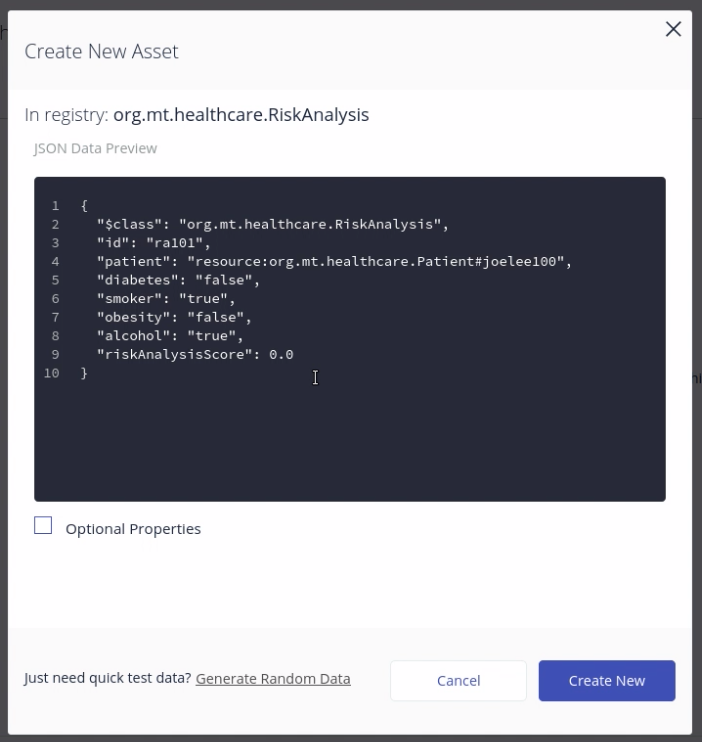 Create New Asset
In registry: org.mt.healthcare.RiskAnalysis
JSON Data Preview
1 {
2 "$class": "org.mt.healthcare.RiskAnalysis",
3 "id": "ra101",
4 "patient": "resource:org.mt.healthcare.Patient#joelee100",
5 "diabetes": "false",
6 "smoker": "true",
7 "obesity": "false",
8 "alcohol": "true",
9 "riskAnalysisScore": 0.0
10 }
Optional Properties
Just need quick test data? Generate Random Data
Cancel
Create New